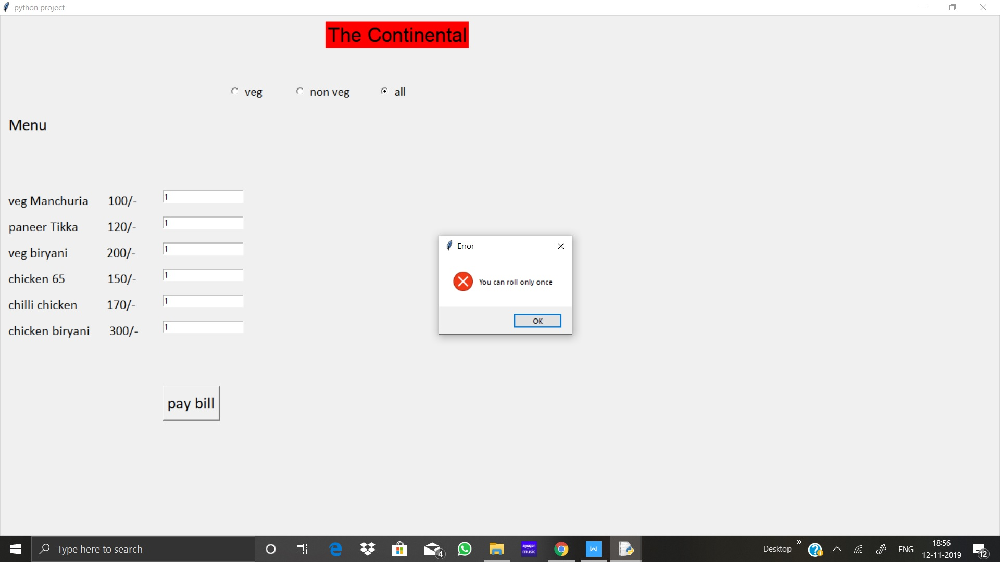 python project
The Continental
veg non veg all
Menu
veg Manchuria 100/- 1
paneer Tikka 120/- 1
veg biryani 200/- 1
chicken 65 150/- 1
chilli chicken 170/- 1
chicken biryani 300/- 1
Error
You can roll only once
OK
pay bill
Type here to search
4
amazon music
Desktop
ENG
18:56
12-11-2019
12